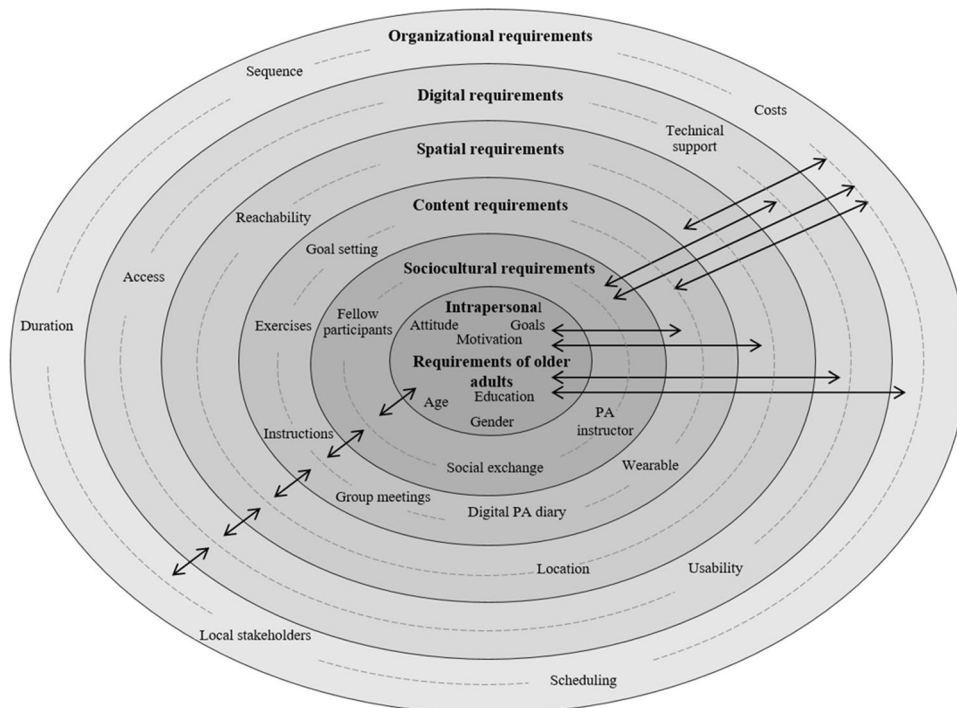 Organizational requirements
Sequence
Digital requirements
Costs
Technical
support
Spatial requirements
Reachability
Content requirements
Goal setting
Access
Sociocultural requirements
Intrapersonal
Fellow
participants
Attitude
Goals
Duration
Exercises
Motivation
Requirements of older
adults
Education
Age
PA
instructor
Gender
Instructions
Social exchange
Wearable
Group meetings
Digital PA diary
Location
Usability
Local stakeholders
Scheduling